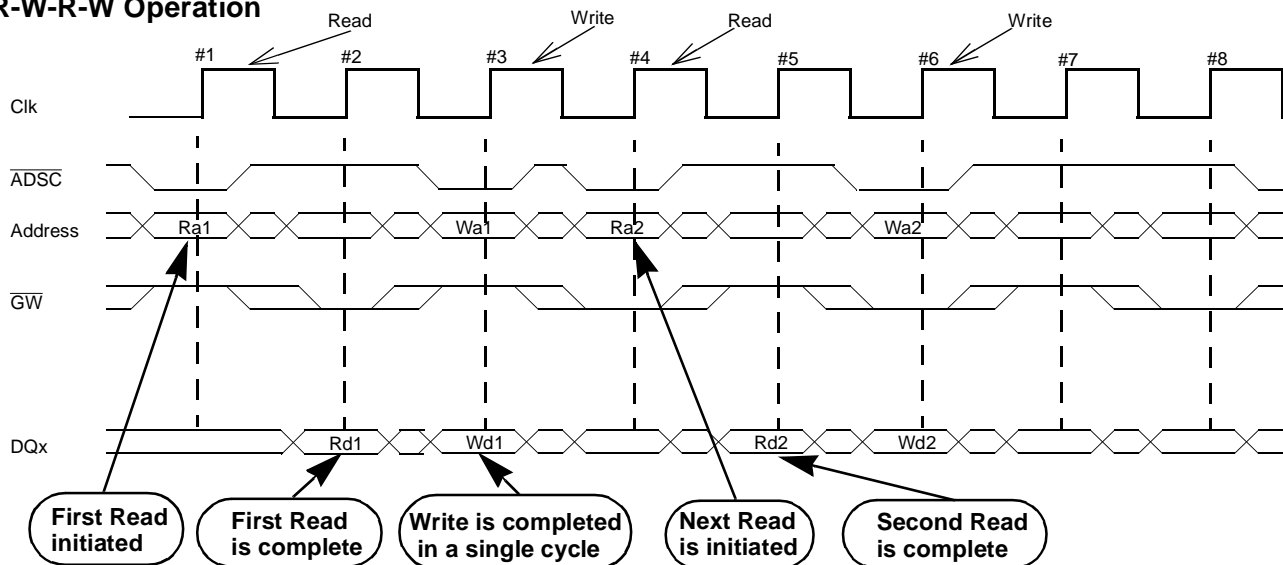 R-W-R-W Operation
Read
Write
Read
Write
#1
#2
#3
#4
#5
#6
#7
#8
Clk
ADSC
Address
Ra1
Wa1
Ra2
Wa2
GW
DQx
Rd1
Wd1
Rd2
Wd2
First Read
initiated
First Read
is complete
Write is completed
in a single cycle
Next Read
is initiated
Second Read
is complete